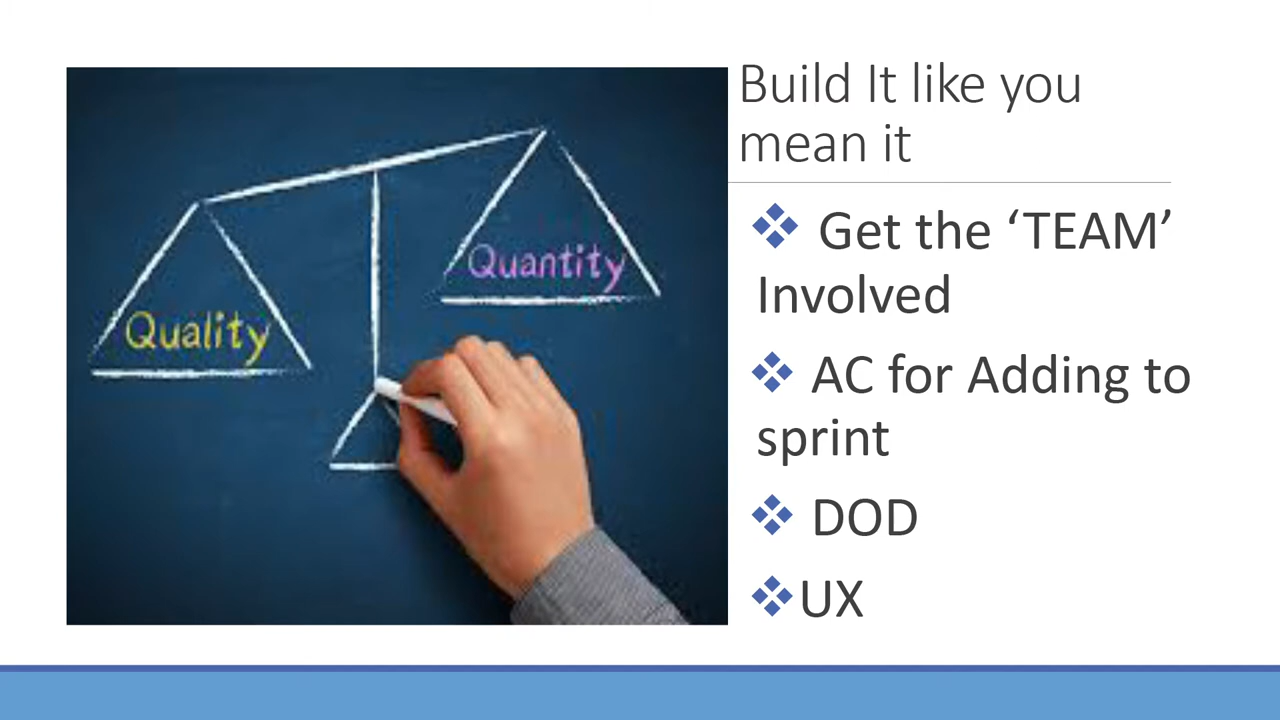 Build It like you
mean it
Quality
Quantity
❖ Get the ‘TEAM’
Involved
❖ AC for Adding to
sprint
❖ DOD
❖UX